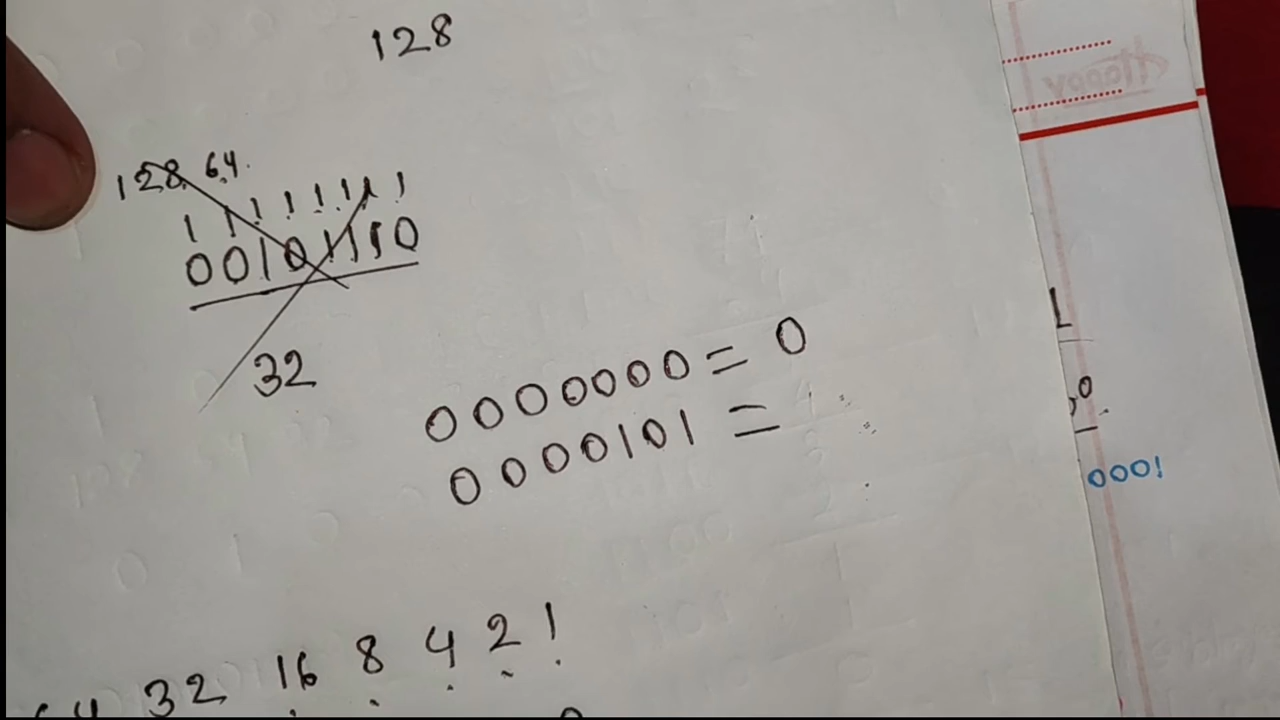 128
128 64
1 1 1 1 1 1 1 1
00101110
32
0000000 = 0
0000101 =
0001
32 16 8 4 2 1